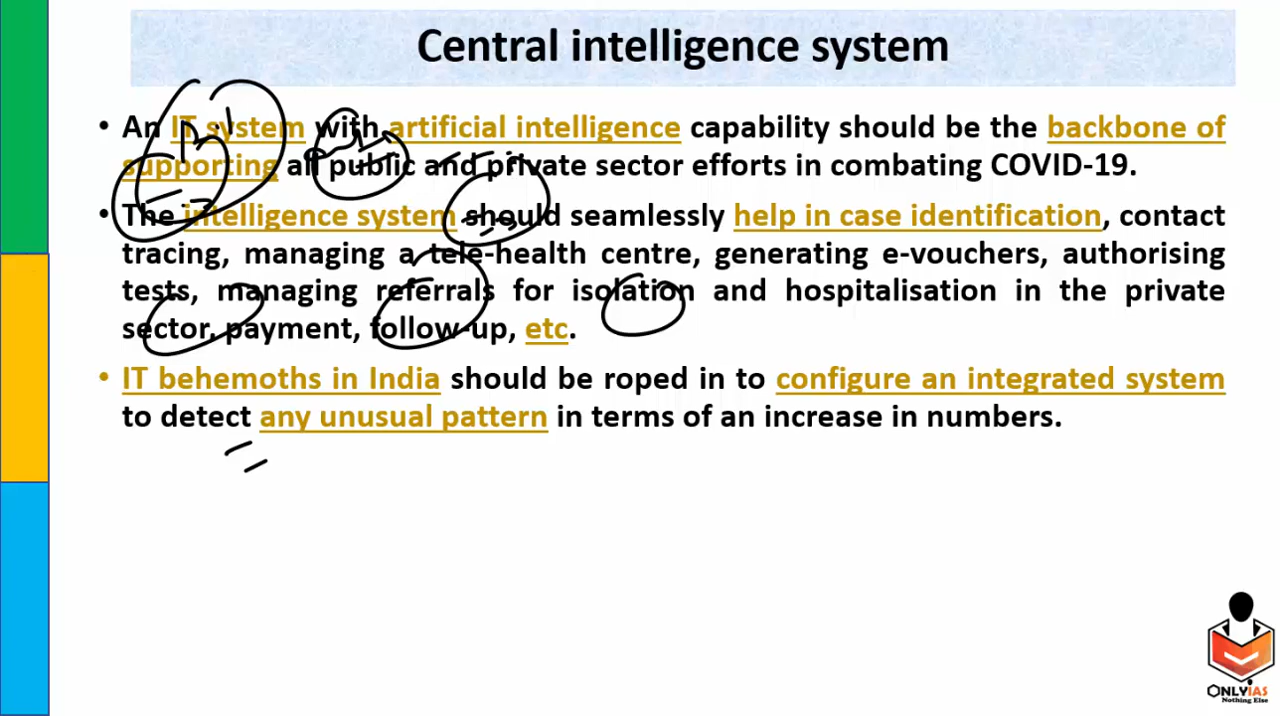 Central intelligence system
• An IT system with artificial intelligence capability should be the backbone of
supporting all public and private sector efforts in combating COVID-19.
• The intelligence system should seamlessly help in case identification, contact
tracing, managing a tele-health centre, generating e-vouchers, authorising
tests, managing referrals for isolation and hospitalisation in the private
sector, payment, follow-up, etc.
• IT behemoths in India should be roped in to configure an integrated system
to detect any unusual pattern in terms of an increase in numbers.
ONLYIAS
Nothing Else